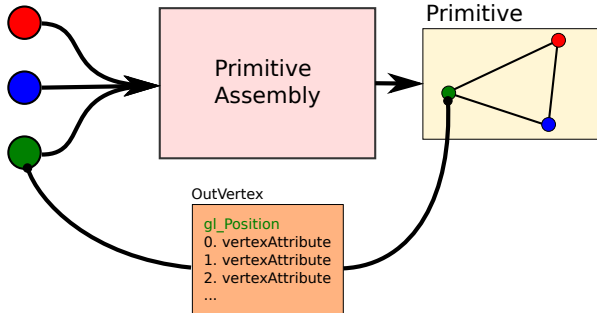 Primitive
Primitive
Assembly
OutVertex
gl_Position
0. vertexAttribute
1. vertexAttribute
2. vertexAttribute
...